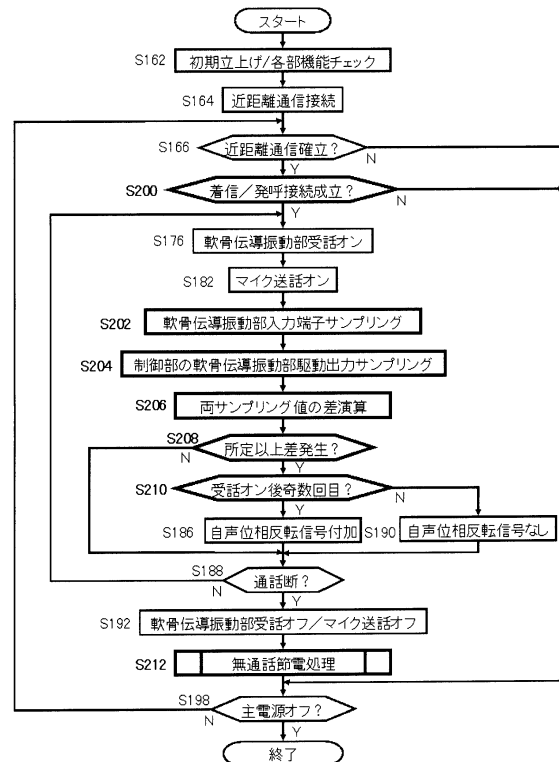 スタート
S162 初期立上げ/各部機能チェック
S164 近距離通信接続
S166 近距離通信確立？ N
Y
S200 着信／発呼接続成立？ N
Y
S176 軟骨伝導振動部受話オン
S182 マイク送話オン
S202 軟骨伝導振動部入力端子サンプリング
S204 制御部の軟骨伝導振動部駆動出力サンプリング
S206 両サンプリング値の差演算
S208 所定以上差発生？
N Y
S210 受話オン後奇数回目？ N
Y
S186 自声位相反転信号付加 S190 自声位相反転信号なし
S188 通話断？
N Y
S192 軟骨伝導振動部受話オフ／マイク送話オフ
S212 無通話節電処理
S198 主電源オフ？
N Y
終了